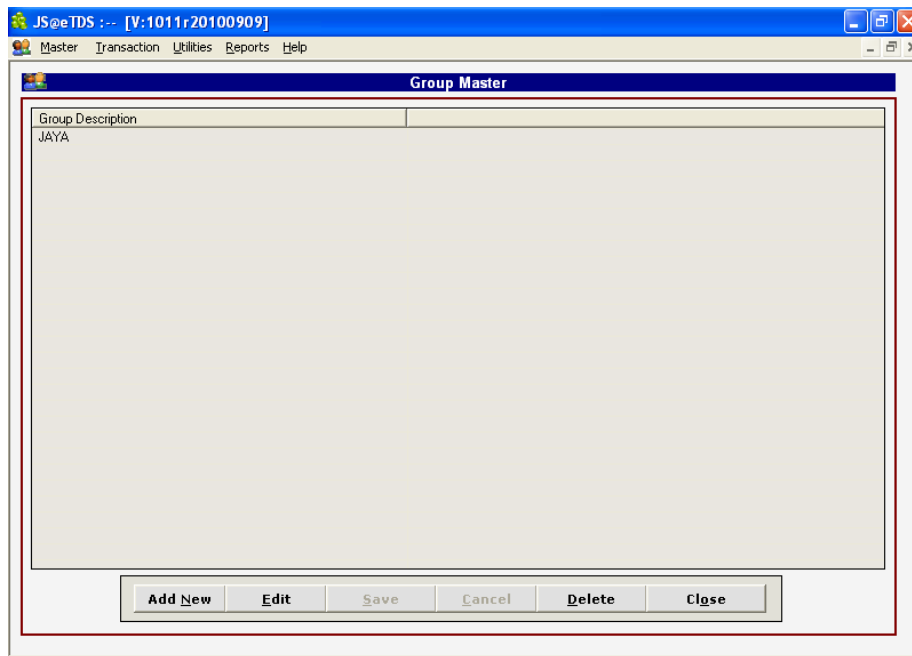 JS@eTDS :-- [V:1011r20100909]
Master Transaction Utilities Reports Help
Group Master
Group Description
JAYA
Add New Edit Save Cancel Delete Close